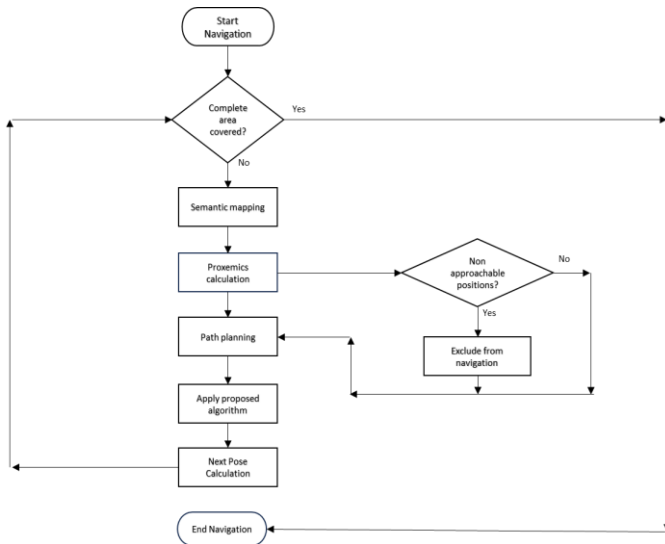 Start
Navigation
Complete
area
covered?
Yes
No
Semantic mapping
Proxemics
calculation
Non
approachable
positions?
No
Yes
Path planning
Exclude from
navigation
Apply proposed
algorithm
Next Pose
Calculation
End Navigation